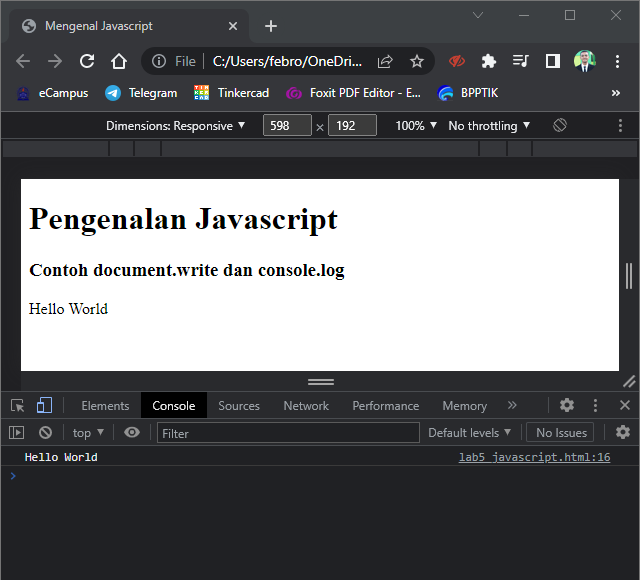 Mengenal Javascript
File C:/Users/febro/OneDri...
eCampus Telegram Tinkercad Foxit PDF Editor - E... BPPTIK »
Dimensions: Responsive 598 × 192 100% No throttling
Pengenalan Javascript
Contoh document.write dan console.log
Hello World
Elements Console Sources Network Performance Memory »
top Filter Default levels No Issues
Hello World lab5_javascript.html:16